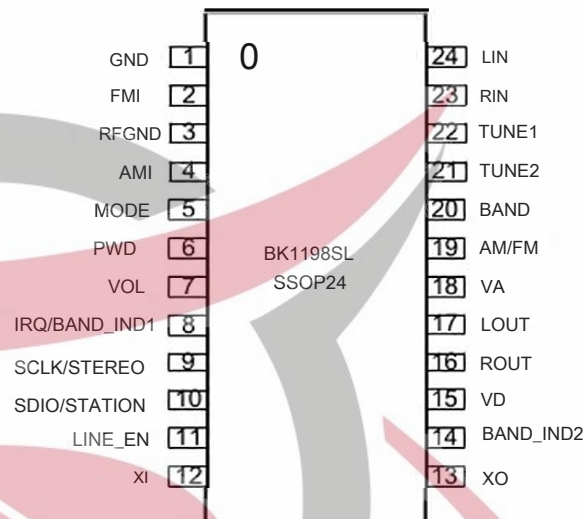 GND 1 0 24 LIN
FMI 2 23 RIN
RFGND 3 22 TUNE1
AMI 4 21 TUNE2
MODE 5 20 BAND
PWD 6 BK1198SL 19 AM/FM
VOL 7 SSOP24 18 VA
IRQ/BAND_IND1 8 17 LOUT
SCLK/STEREO 9 16 ROUT
SDIO/STATION 10 15 VD
LINE_EN 11 14 BAND_IND2
XI 12 13 XO